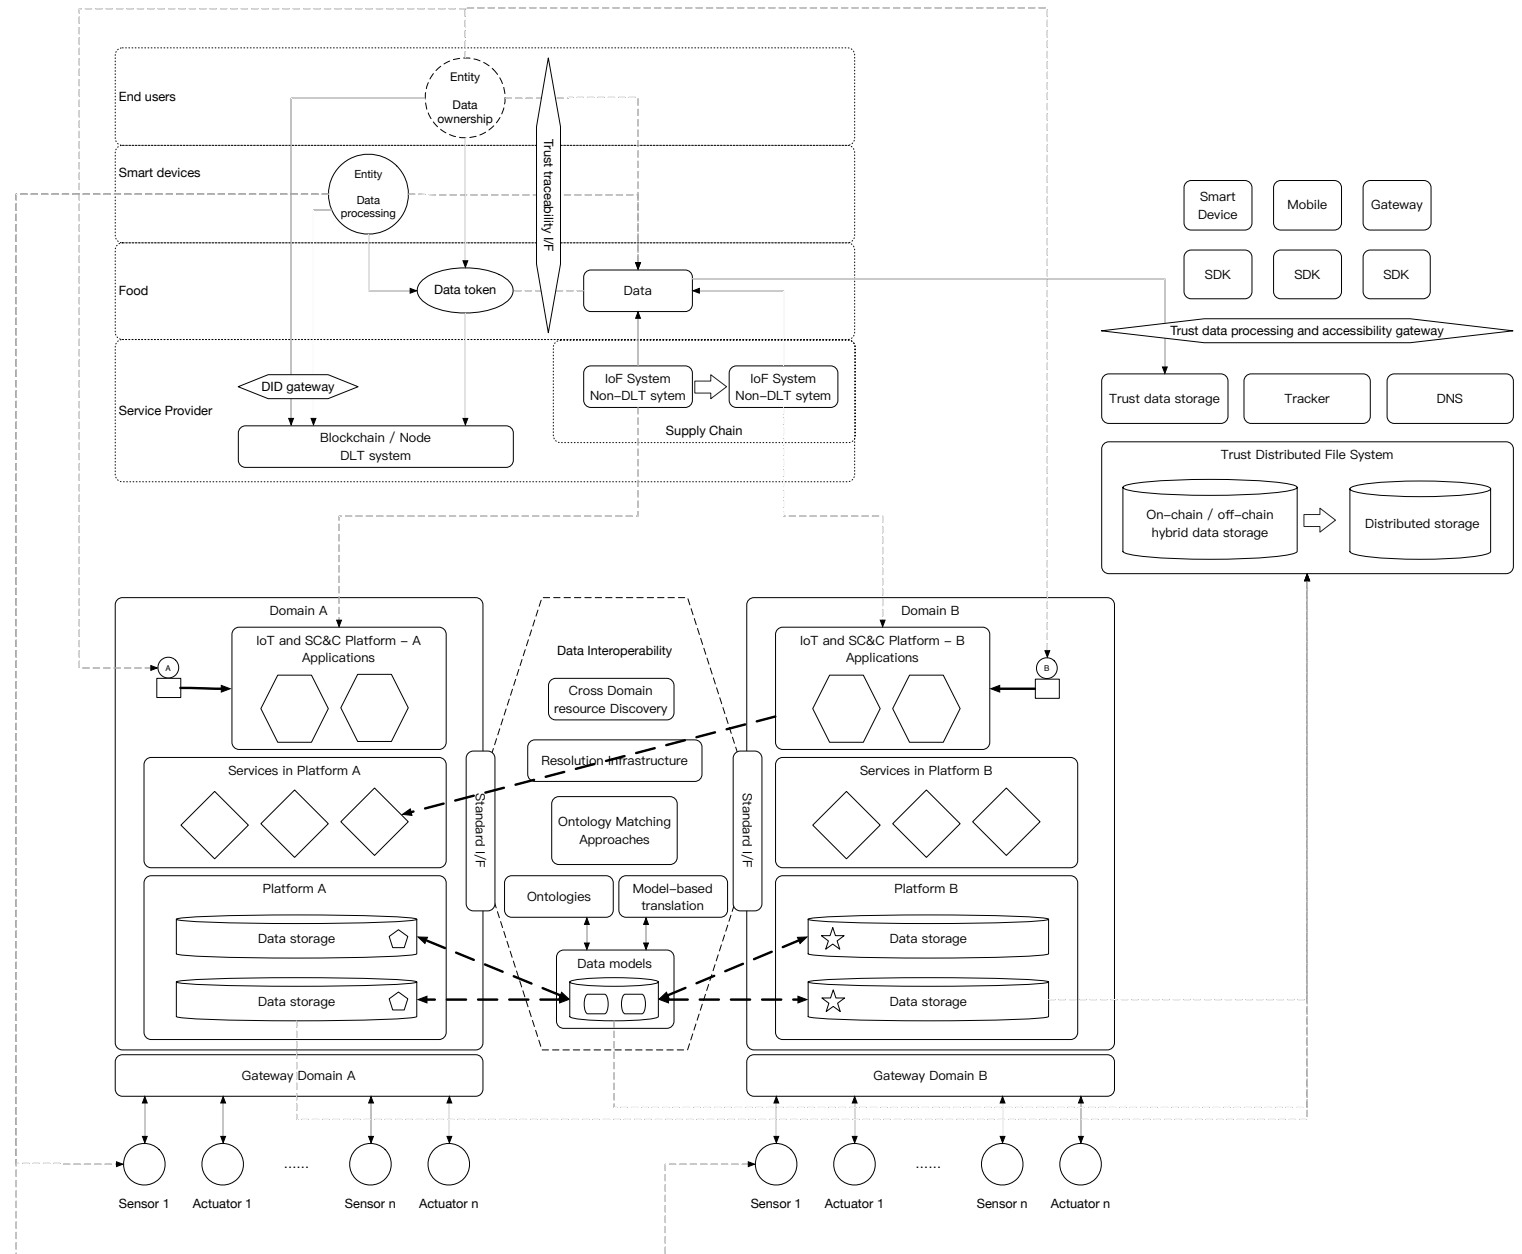 End users
Entity
Data
ownership
Smart devices
Entity
Data
processing
Trust traceability I/F
Food
Data token
Data
Service Provider
DID gateway
Blockchain / Node
DLT system
IoF System
Non-DLT sytem
IoF System
Non-DLT sytem
Supply Chain
Smart
Device
Mobile
Gateway
SDK
SDK
SDK
Trust data processing and accessibility gateway
Trust data storage
Tracker
DNS
Trust Distributed File System
On-chain / off-chain
hybrid data storage
Distributed storage
Domain A
IoT and SC&C Platform - A
Applications
A
Services in Platform A
Platform A
Data storage
Data storage
Gateway Domain A
Sensor 1
Actuator 1
......
Sensor n
Actuator n
Standard I/F
Data Interoperability
Cross Domain
resource Discovery
Resolution Infrastructure
Ontology Matching
Approaches
Ontologies
Model-based
translation
Data models
Standard I/F
Domain B
IoT and SC&C Platform - B
Applications
B
Services in Platform B
Platform B
Data storage
Data storage
Gateway Domain B
Sensor 1
Actuator 1
......
Sensor n
Actuator n